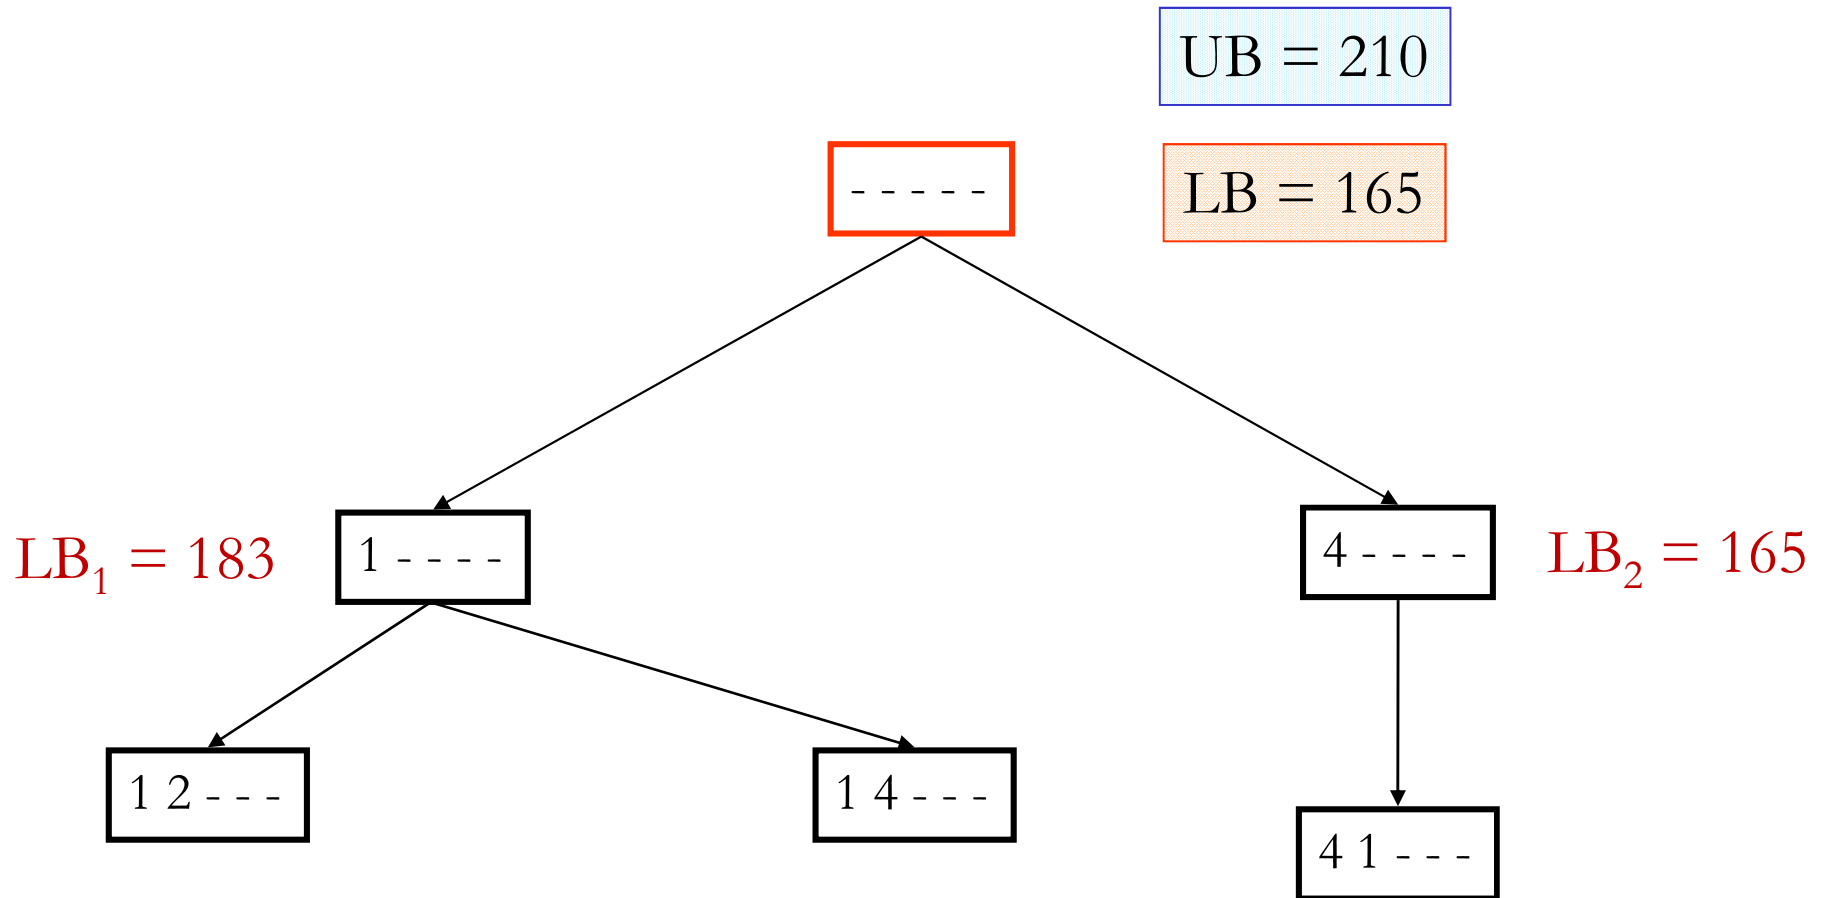 UB = 210
- - - - -
LB = 165
LB₁ = 183
1 - - - -
4 - - - -
LB₂ = 165
1 2 - - -
1 4 - - -
4 1 - - -